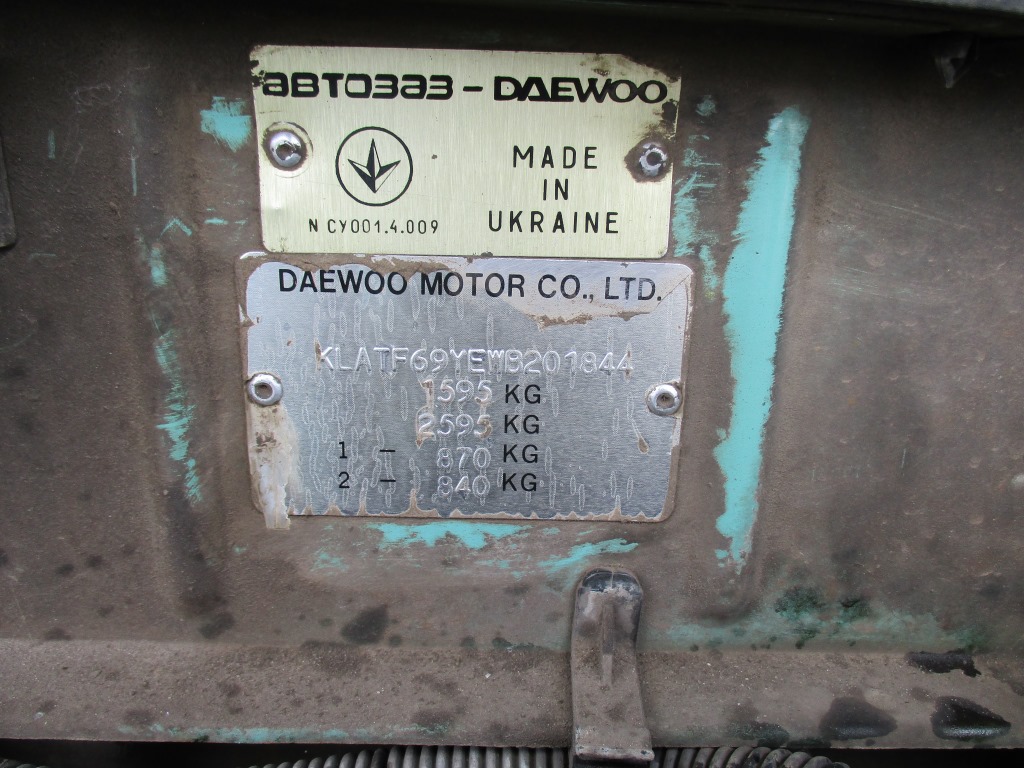 автоЗаЗ - DAEWOO
MADE
IN
N CY001.4.009
UKRAINE
DAEWOO MOTOR CO., LTD.
KLATF69YEWB201844
1595 KG
2595 KG
1 - 870 KG
2 - 840 KG